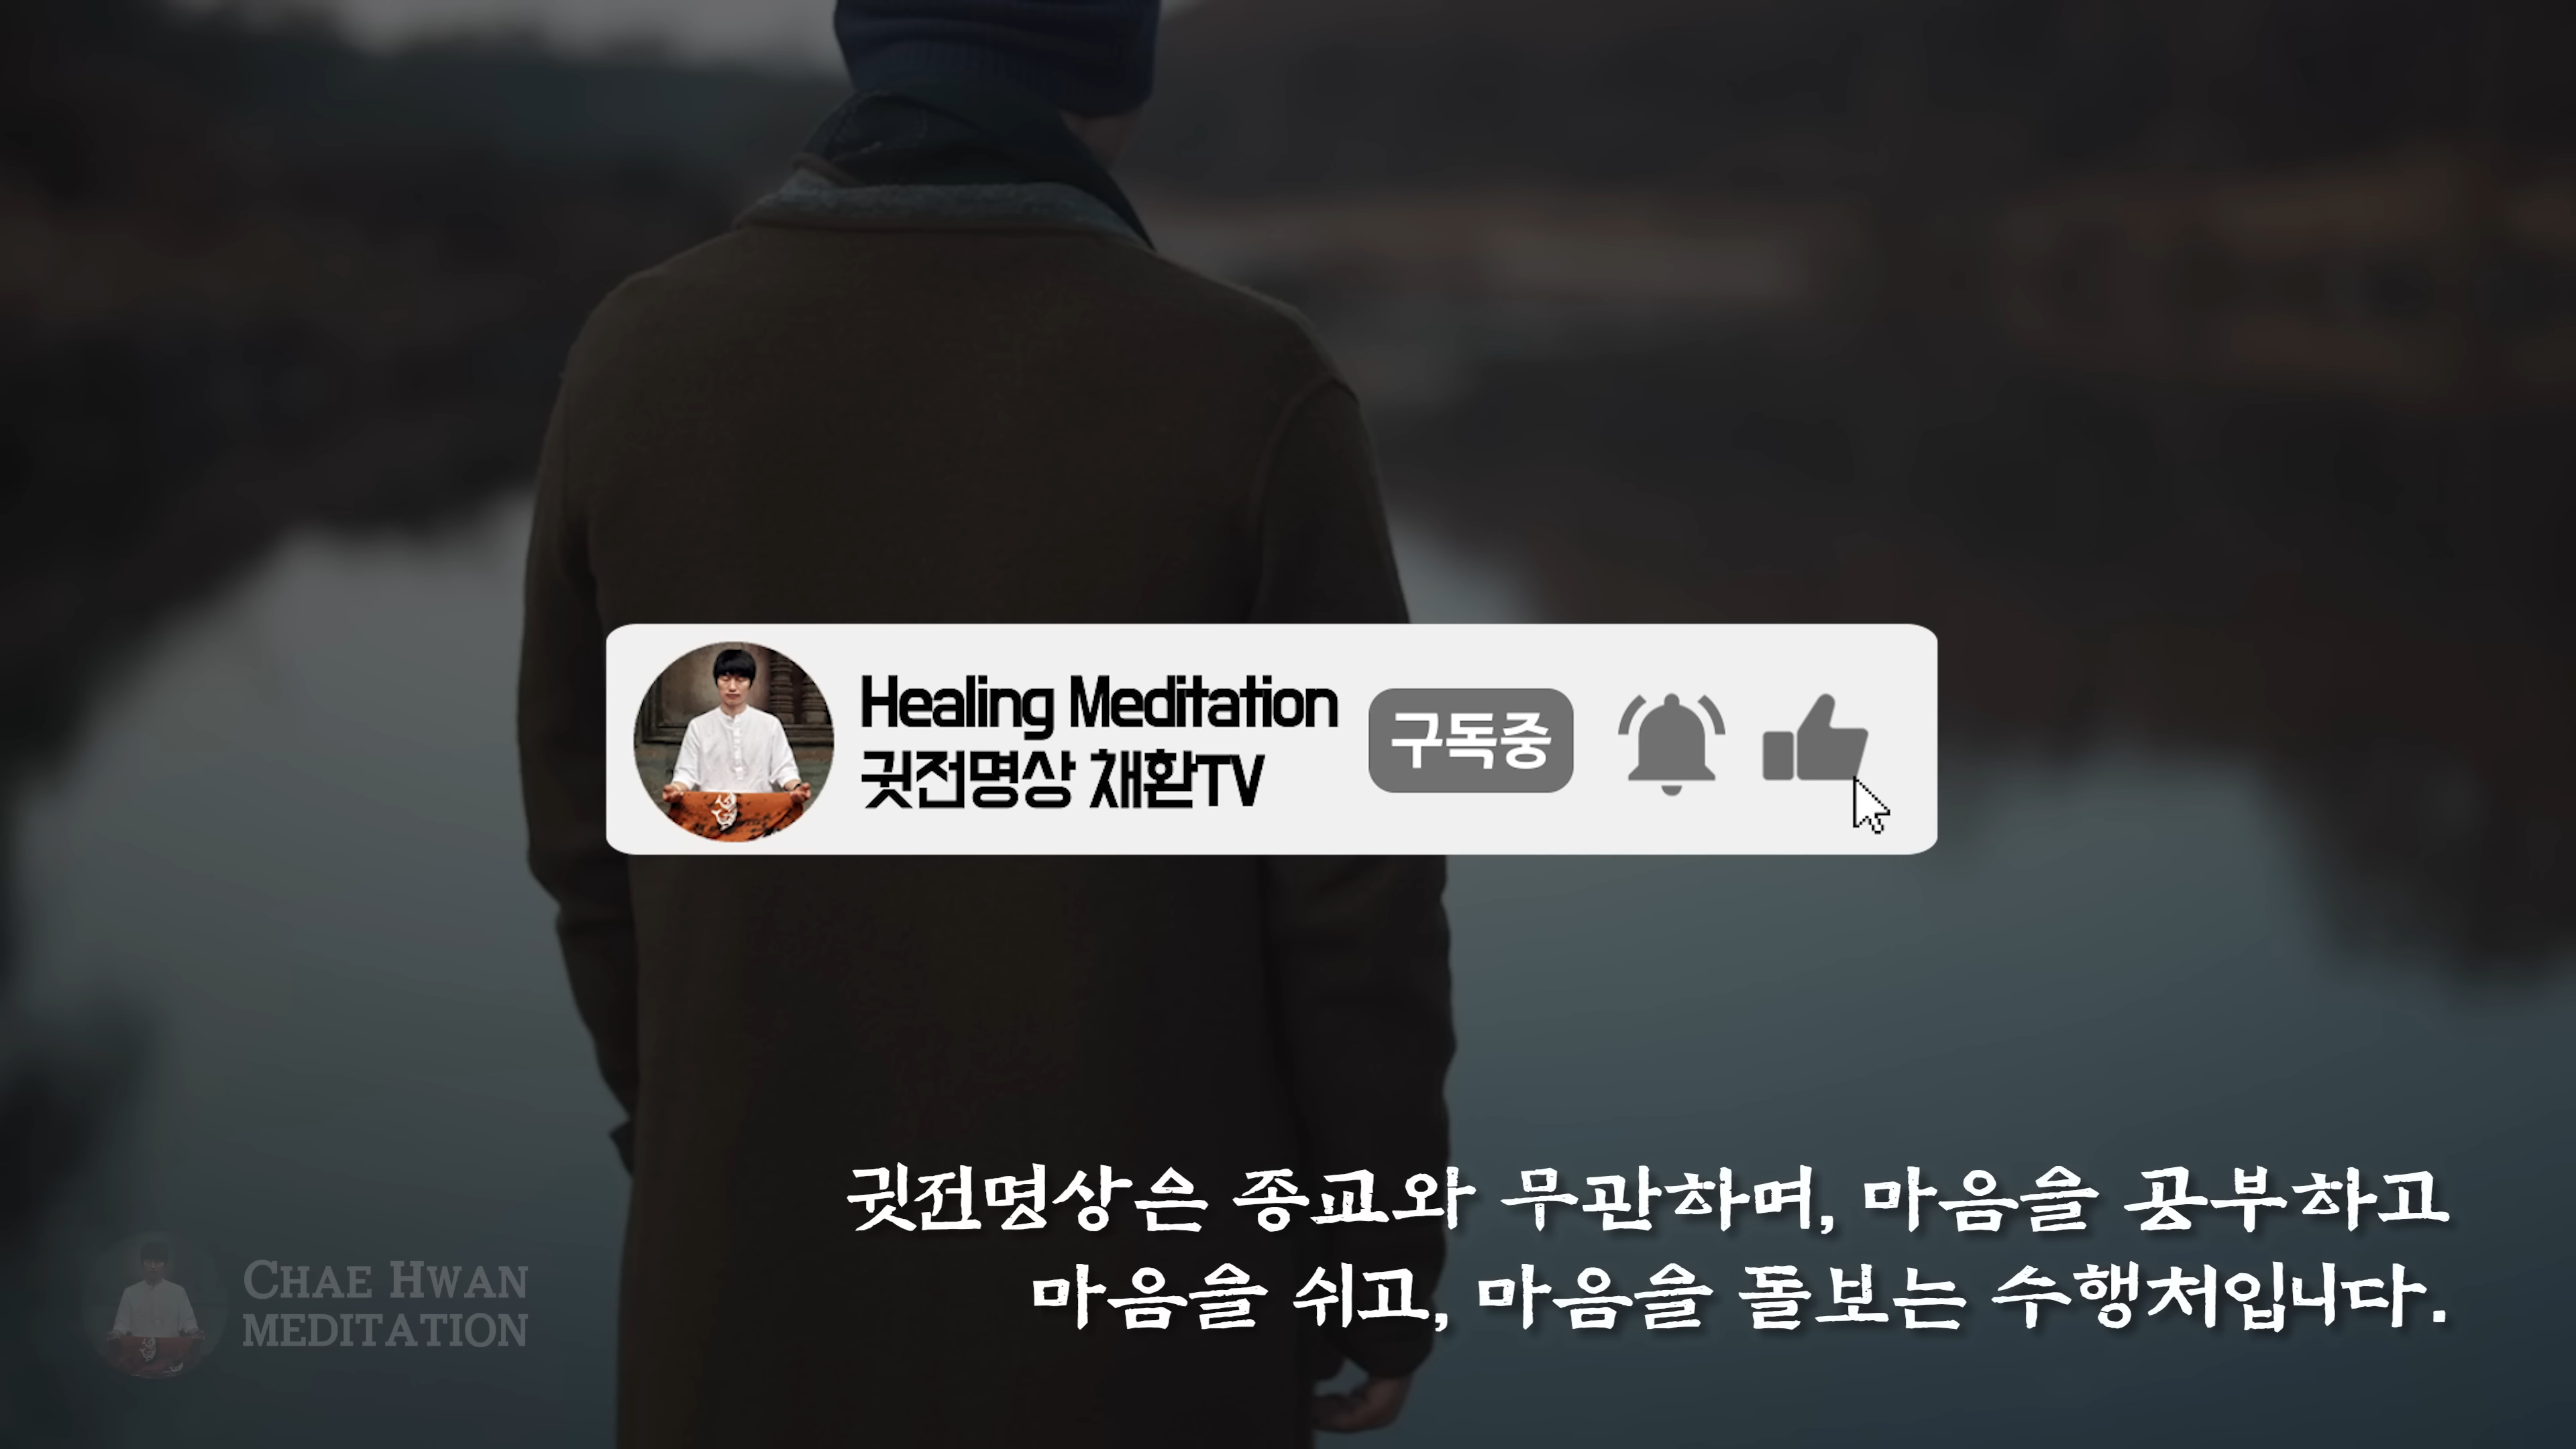 Healing Meditation
귓전명상 채환TV
구독중
귓전명상은 종교와 무관하며, 마음을 공부하고
마음을 쉬고, 마음을 돌보는 수행처입니다.
CHAE HWAN
MEDITATION